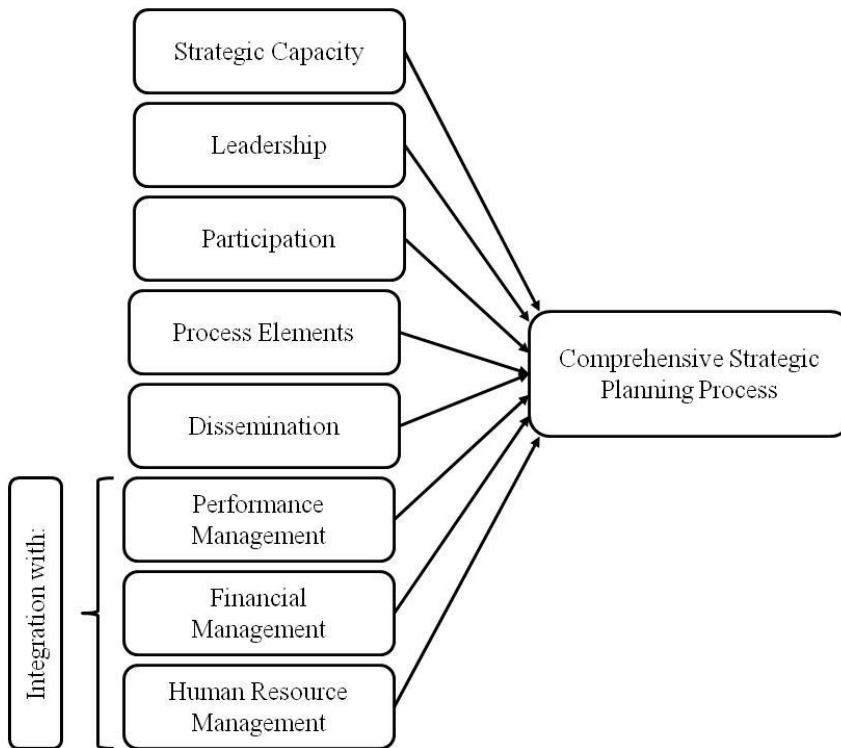 Strategic Capacity
Leadership
Participation
Process Elements
Dissemination
Comprehensive Strategic
Planning Process
Integration with:
Performance
Management
Financial
Management
Human Resource
Management